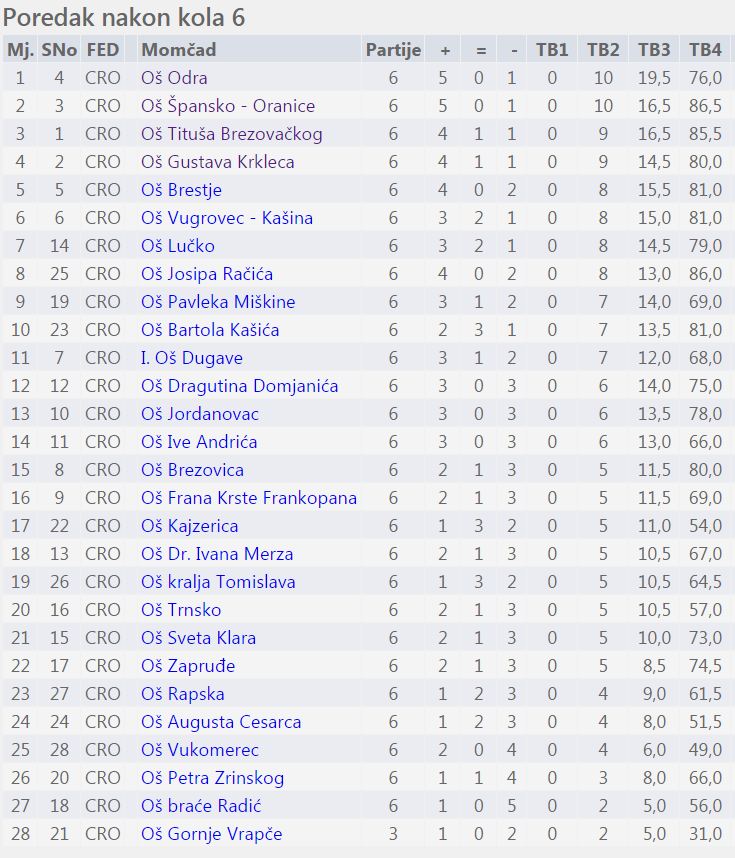 Poredak nakon kola 6
Mj. SNo FED Momčad Partije + = - TB1 TB2 TB3 TB4
1 4 CRO Oš Odra 6 5 0 1 0 10 19,5 76,0
2 3 CRO Oš Špansko - Oranice 6 5 0 1 0 10 16,5 86,5
3 1 CRO Oš Tituša Brezovačkog 6 4 1 1 0 9 16,5 85,5
4 2 CRO Oš Gustava Krkleca 6 4 1 1 0 9 14,5 80,0
5 5 CRO Oš Brestje 6 4 0 2 0 8 15,5 81,0
6 6 CRO Oš Vugrovec - Kašina 6 3 2 1 0 8 15,0 81,0
7 14 CRO Oš Lučko 6 3 2 1 0 8 14,5 79,0
8 25 CRO Oš Josipa Račića 6 4 0 2 0 8 13,0 86,0
9 19 CRO Oš Pavleka Miškine 6 3 1 2 0 7 14,0 69,0
10 23 CRO Oš Bartola Kašića 6 2 3 1 0 7 13,5 81,0
11 7 CRO I. Oš Dugave 6 3 1 2 0 7 12,0 68,0
12 12 CRO Oš Dragutina Domjanića 6 3 0 3 0 6 14,0 75,0
13 10 CRO Oš Jordanovac 6 3 0 3 0 6 13,5 78,0
14 11 CRO Oš Ive Andrića 6 3 0 3 0 6 13,0 66,0
15 8 CRO Oš Brezovica 6 2 1 3 0 5 11,5 80,0
16 9 CRO Oš Frana Krste Frankopana 6 2 1 3 0 5 11,5 69,0
17 22 CRO Oš Kajzerica 6 1 3 2 0 5 11,0 54,0
18 13 CRO Oš Dr. Ivana Merza 6 2 1 3 0 5 10,5 67,0
19 26 CRO Oš kralja Tomislava 6 1 3 2 0 5 10,5 64,5
20 16 CRO Oš Trnsko 6 2 1 3 0 5 10,5 57,0
21 15 CRO Oš Sveta Klara 6 2 1 3 0 5 10,0 73,0
22 17 CRO Oš Zapruđe 6 2 1 3 0 5 8,5 74,5
23 27 CRO Oš Rapska 6 1 2 3 0 4 9,0 61,5
24 24 CRO Oš Augusta Cesarca 6 1 2 3 0 4 8,0 51,5
25 28 CRO Oš Vukomerec 6 2 0 4 0 4 6,0 49,0
26 20 CRO Oš Petra Zrinskog 6 1 1 4 0 3 8,0 66,0
27 18 CRO Oš braće Radić 6 1 0 5 0 2 5,0 56,0
28 21 CRO Oš Gornje Vrapče 3 1 0 2 0 2 5,0 31,0